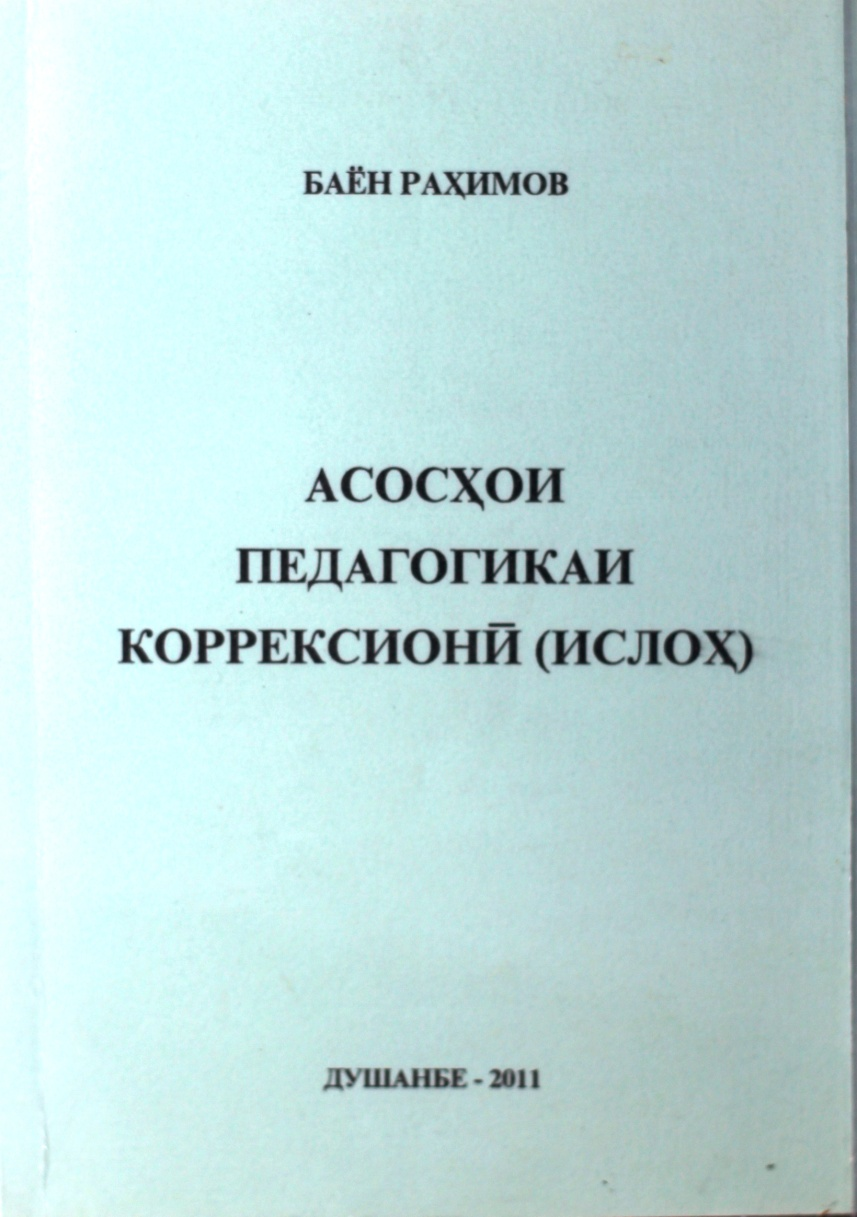 БАЁН РАҲИМОВ
АСОСҲОИ
ПЕДАГОГИКАИ
КОРРЕКСИОНӢ (ИСЛОҲ)
ДУШАНБЕ - 2011